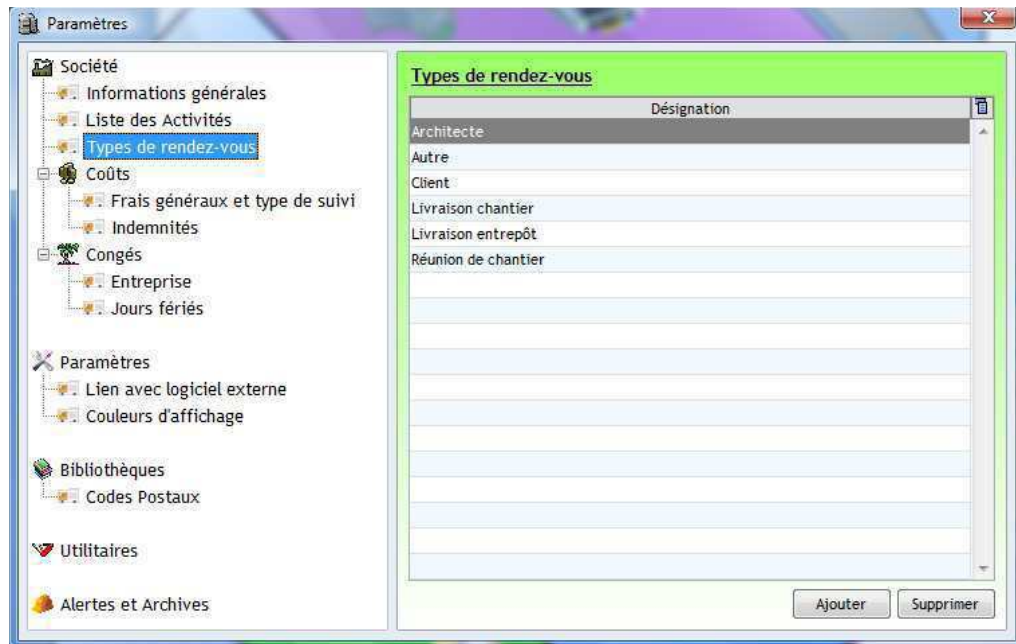 Paramètres
Société
Informations générales
Liste des Activités
Types de rendez-vous
Coûts
Frais généraux et type de suivi
Indemnités
Congés
Entreprise
Jours fériés
Paramètres
Lien avec logiciel externe
Couleurs d'affichage
Bibliothèques
Codes Postaux
Utilitaires
Alertes et Archives
Types de rendez-vous
Désignation
Architecte
Autre
Client
Livraison chantier
Livraison entrepôt
Réunion de chantier
Ajouter
Supprimer